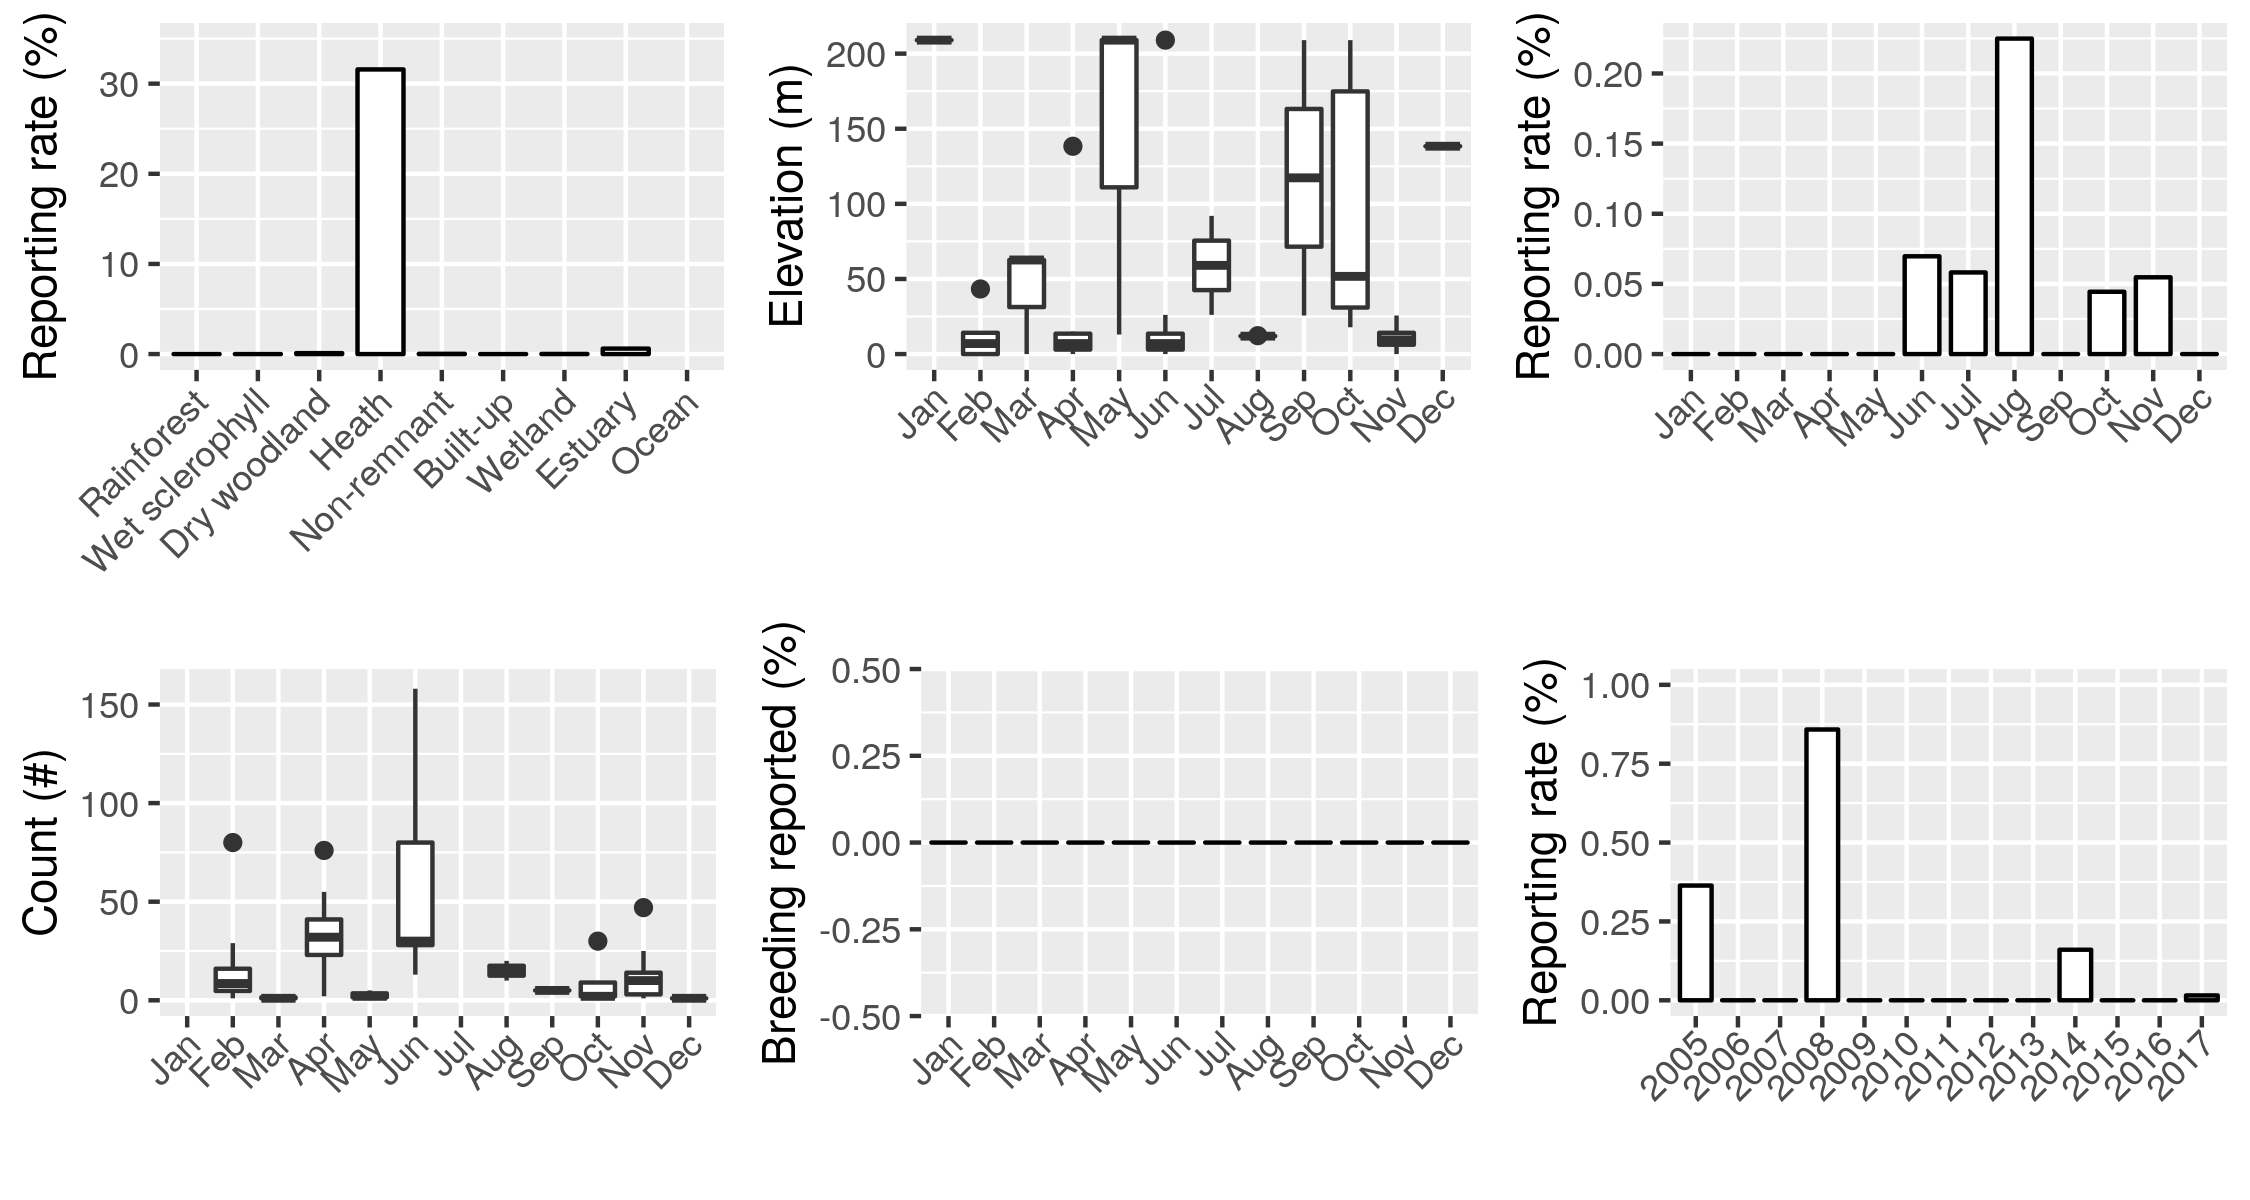 Reporting rate (%)
30
20
10
0
Rainforest
Wet sclerophyll
Dry woodland
Heath
Non-remnant
Built-up
Wetland
Estuary
Ocean
Elevation (m)
200
150
100
50
0
Jan
Feb
Mar
Apr
May
Jun
Jul
Aug
Sep
Oct
Nov
Dec
Reporting rate (%)
0.20
0.15
0.10
0.05
0.00
Jan
Feb
Mar
Apr
May
Jun
Jul
Aug
Sep
Oct
Nov
Dec
Count (#)
150
100
50
0
Jan
Feb
Mar
Apr
May
Jun
Jul
Aug
Sep
Oct
Nov
Dec
Breeding reported (%)
0.50
0.25
0.00
-0.25
-0.50
Jan
Feb
Mar
Apr
May
Jun
Jul
Aug
Sep
Oct
Nov
Dec
Reporting rate (%)
1.00
0.75
0.50
0.25
0.00
2005
2006
2007
2008
2009
2010
2011
2012
2013
2014
2015
2016
2017